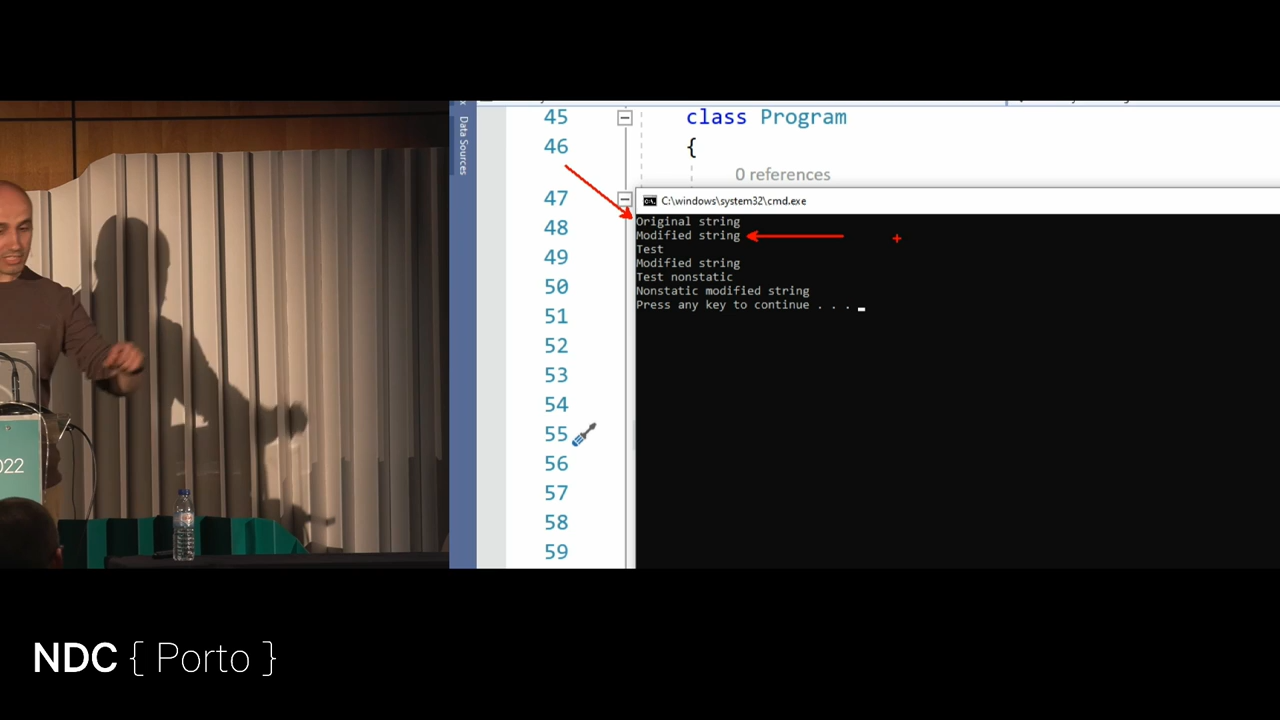 Data Sources
45 class Program
46 {
0 references
47
48
49
50
51
52
53
54
55
56
57
58
59
C:\windows\system32\cmd.exe
Original string
Modified string
Test
Modified string
Test nonstatic
Nonstatic modified string
Press any key to continue . . .
022
NDC { Porto }